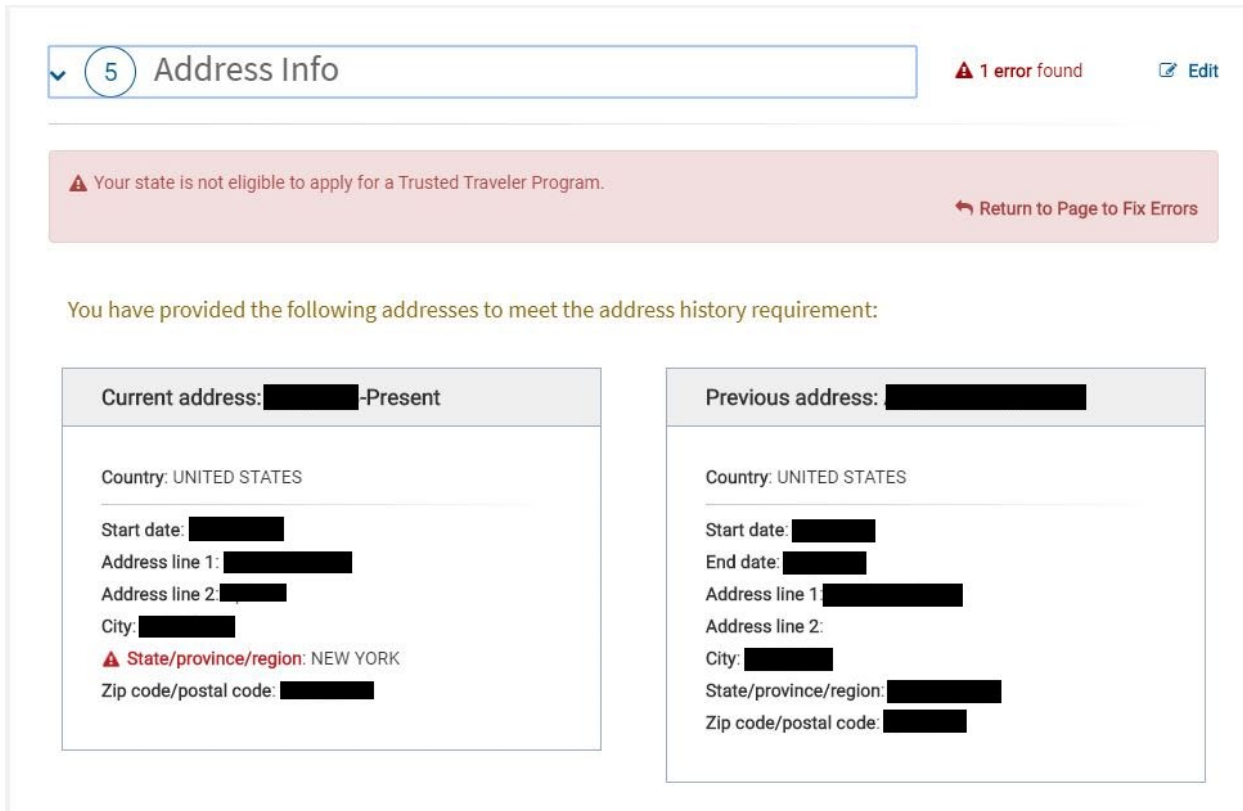 5 Address Info
1 error found
Edit
Your state is not eligible to apply for a Trusted Traveler Program.
Return to Page to Fix Errors
You have provided the following addresses to meet the address history requirement:
Current address: -Present
Country: UNITED STATES
Start date:
Address line 1:
Address line 2:
City:
State/province/region: NEW YORK
Zip code/postal code:
Previous address:
Country: UNITED STATES
Start date:
End date:
Address line 1:
Address line 2:
City:
State/province/region:
Zip code/postal code: